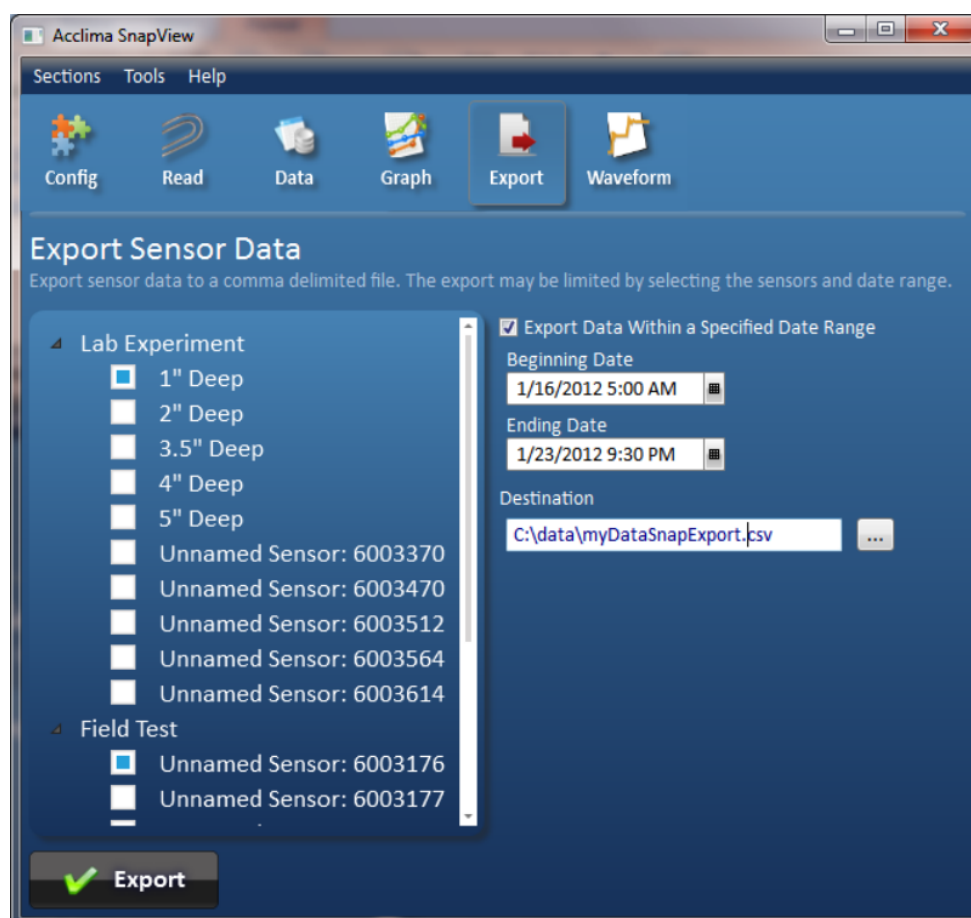 Acclima SnapView
Sections Tools Help
Config Read Data Graph Export Waveform
Export Sensor Data
Export sensor data to a comma delimited file. The export may be limited by selecting the sensors and date range.
Lab Experiment
1" Deep
2" Deep
3.5" Deep
4" Deep
5" Deep
Unnamed Sensor: 6003370
Unnamed Sensor: 6003470
Unnamed Sensor: 6003512
Unnamed Sensor: 6003564
Unnamed Sensor: 6003614
Field Test
Unnamed Sensor: 6003176
Unnamed Sensor: 6003177
Export Data Within a Specified Date Range
Beginning Date
1/16/2012 5:00 AM
Ending Date
1/23/2012 9:30 PM
Destination
C:\data\myDataSnapExport.csv
...
Export